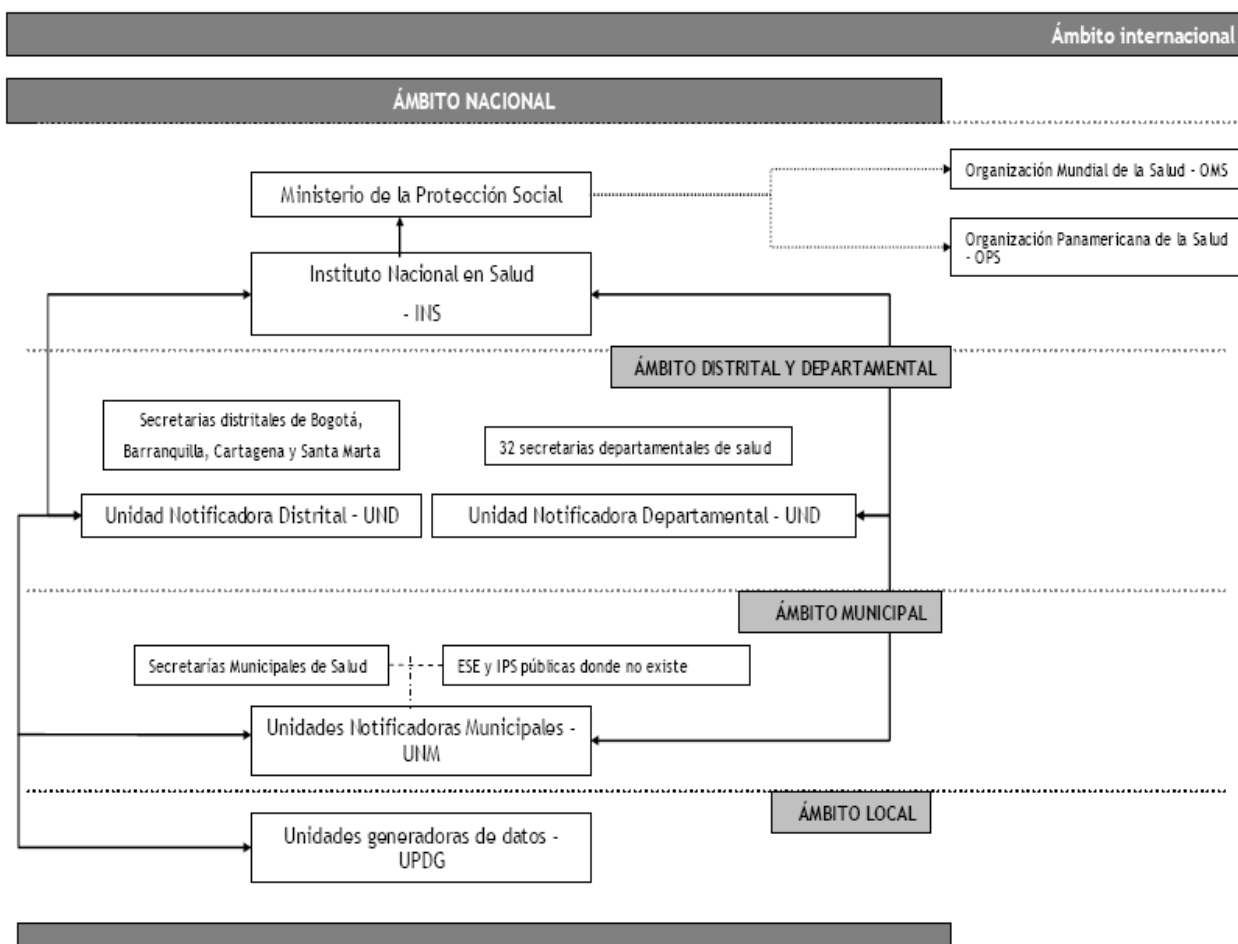 Ámbito internacional
ÁMBITO NACIONAL
Ministerio de la Protección Social
Organización Mundial de la Salud - OMS
Organización Panamericana de la Salud
- OPS
Instituto Nacional en Salud
- INS
ÁMBITO DISTRITAL Y DEPARTAMENTAL
Secretarias distritales de Bogotá,
Barranquilla, Cartagena y Santa Marta
32 secretarias departamentales de salud
Unidad Notificadora Distrital - UND
Unidad Notificadora Departamental - UND
ÁMBITO MUNICIPAL
Secretarías Municipales de Salud
ESE y IPS públicas donde no existe
Unidades Notificadoras Municipales -
UNM
ÁMBITO LOCAL
Unidades generadoras de datos -
UPDG